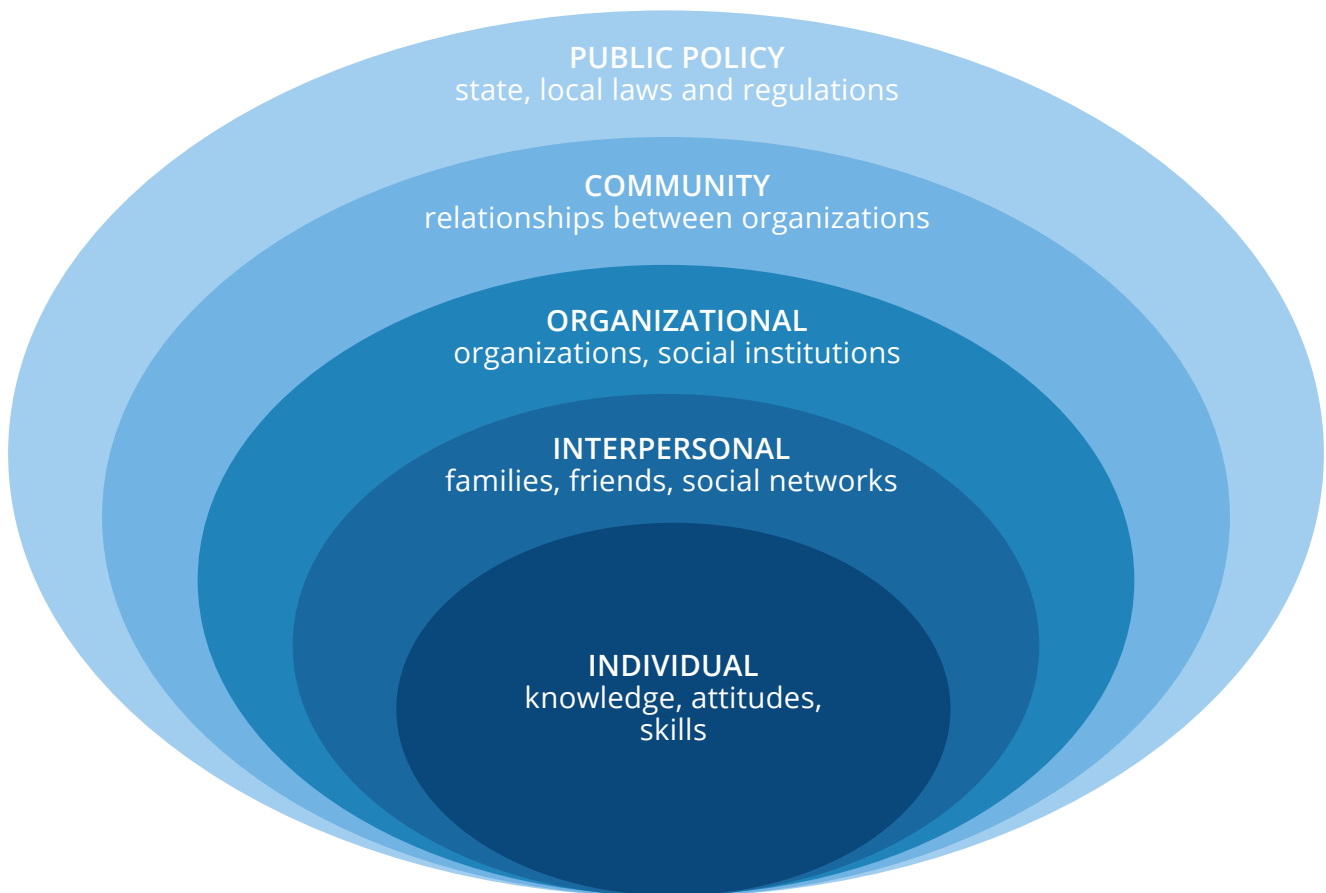 PUBLIC POLICY
state, local laws and regulations
COMMUNITY
relationships between organizations
ORGANIZATIONAL
organizations, social institutions
INTERPERSONAL
families, friends, social networks
INDIVIDUAL
knowledge, attitudes,
skills